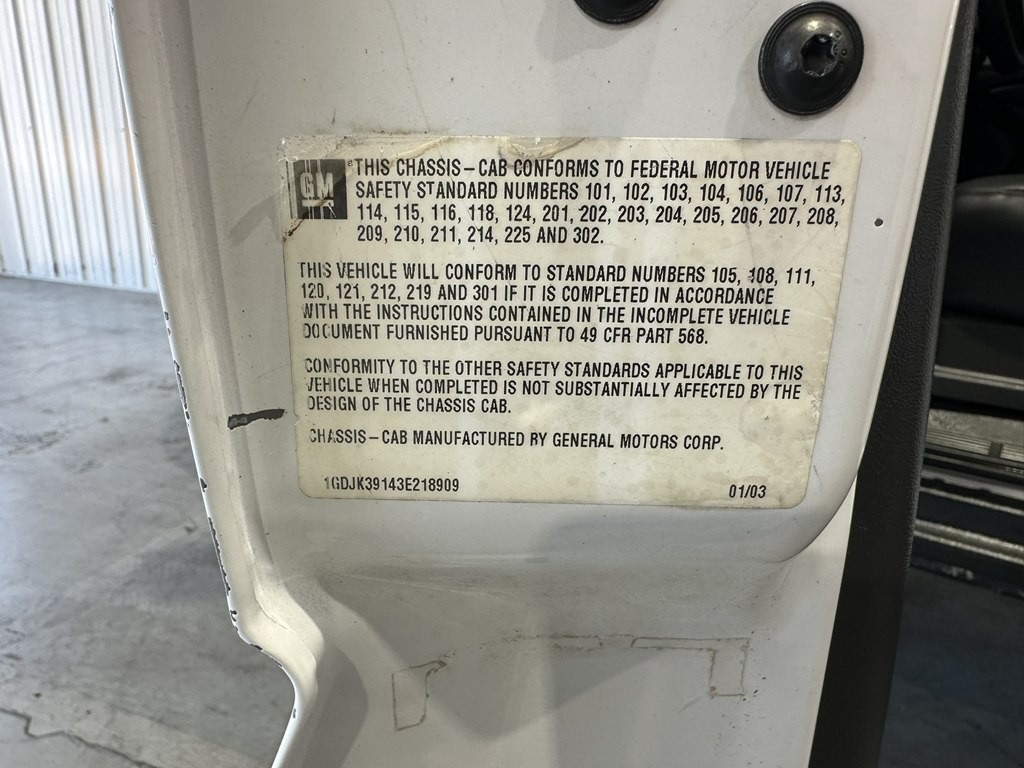 GM
THIS CHASSIS–CAB CONFORMS TO FEDERAL MOTOR VEHICLE
SAFETY STANDARD NUMBERS 101, 102, 103, 104, 106, 107, 113,
114, 115, 116, 118, 124, 201, 202, 203, 204, 205, 206, 207, 208,
209, 210, 211, 214, 225 AND 302.
THIS VEHICLE WILL CONFORM TO STANDARD NUMBERS 105, 108, 111,
120, 121, 212, 219 AND 301 IF IT IS COMPLETED IN ACCORDANCE
WITH THE INSTRUCTIONS CONTAINED IN THE INCOMPLETE VEHICLE
DOCUMENT FURNISHED PURSUANT TO 49 CFR PART 568.
CONFORMITY TO THE OTHER SAFETY STANDARDS APPLICABLE TO THIS
VEHICLE WHEN COMPLETED IS NOT SUBSTANTIALLY AFFECTED BY THE
DESIGN OF THE CHASSIS CAB.
CHASSIS–CAB MANUFACTURED BY GENERAL MOTORS CORP.
1GDJK39143E218909
01/03